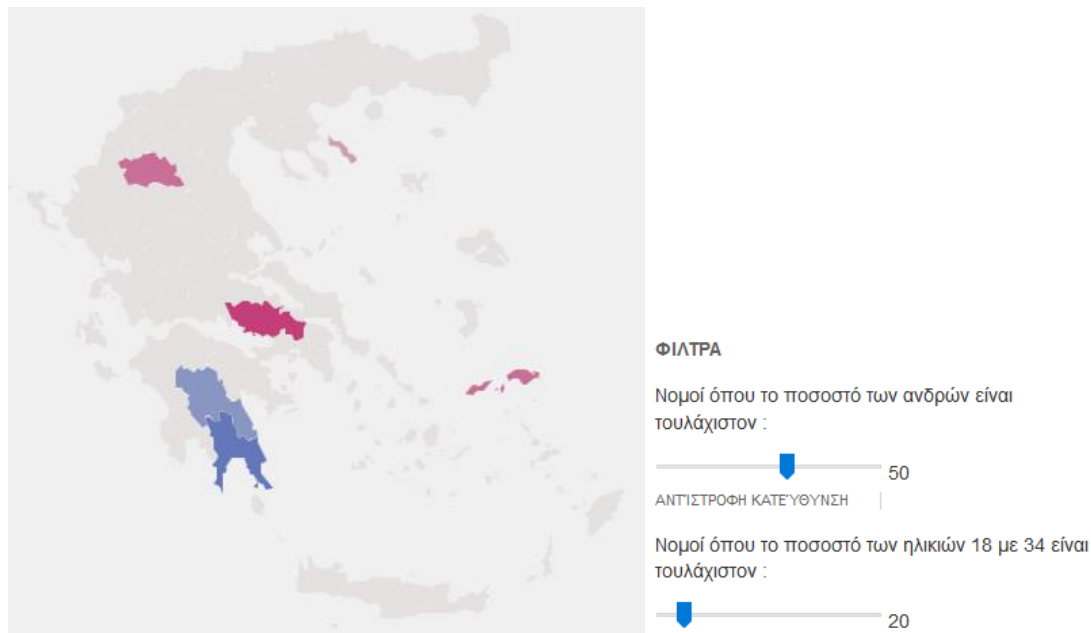 ΦΙΛΤΡΑ
Νομοί όπου το ποσοστό των ανδρών είναι
τουλάχιστον :
50
ΑΝΤΊΣΤΡΟΦΗ ΚΑΤΕΎΘΥΝΣΗ
Νομοί όπου το ποσοστό των ηλικιών 18 με 34 είναι
τουλάχιστον :
20